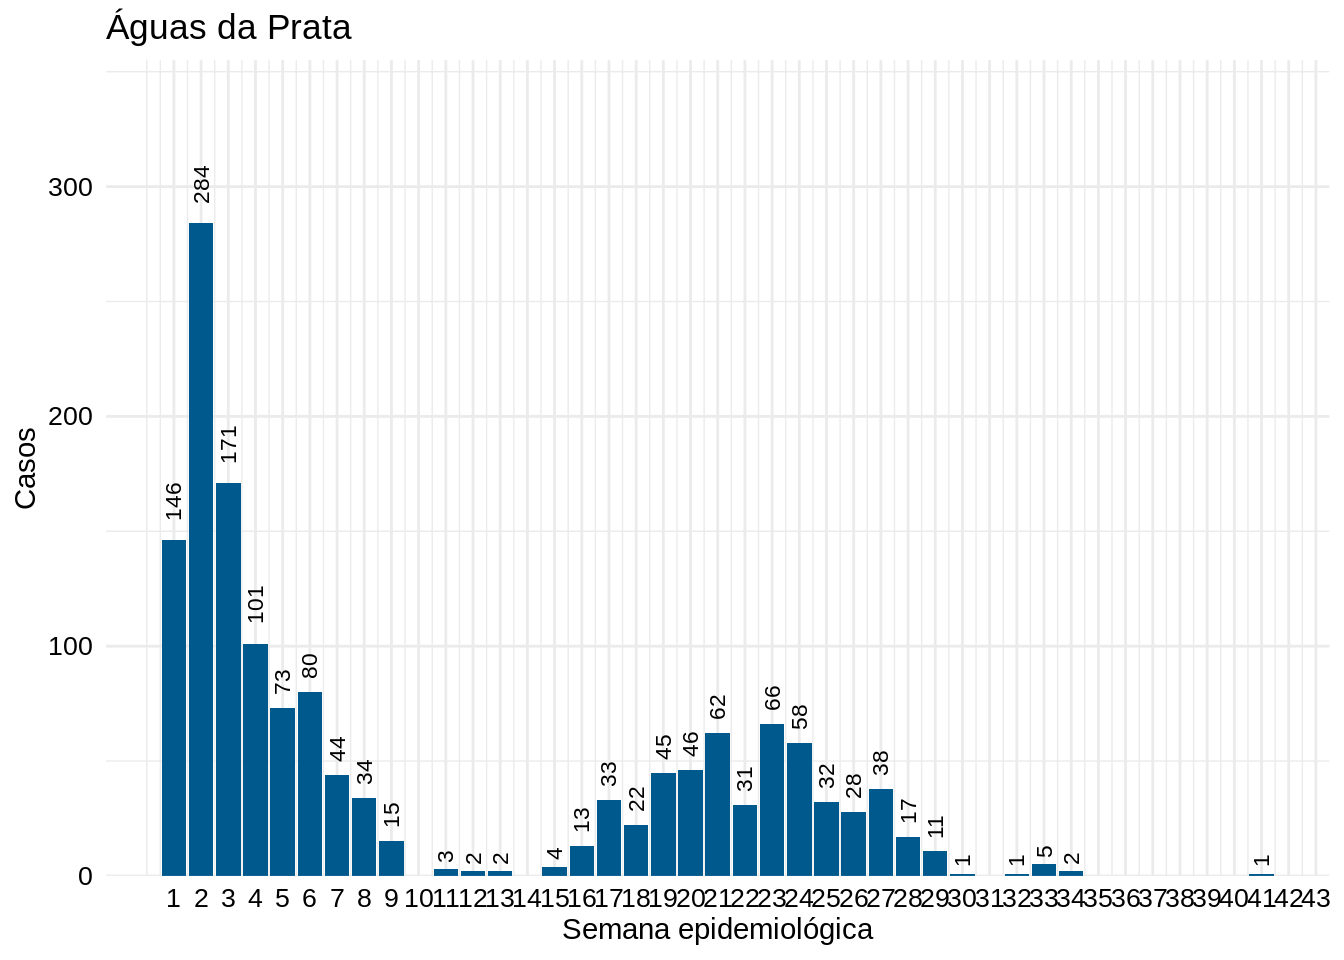 Águas da Prata
300
200
100
0
Casos
146 284 171 101 73 80 44 34 15 3 2 2 4 13 33 22 45 46 62 31 66 58 32 28 38 17 11 1 1 5 2 1
1 2 3 4 5 6 7 8 9 10 11 12 13 14 15 16 17 18 19 20 21 22 23 24 25 26 27 28 29 30 31 32 33 34 35 36 37 38 39 40 41 42 43
Semana epidemiológica